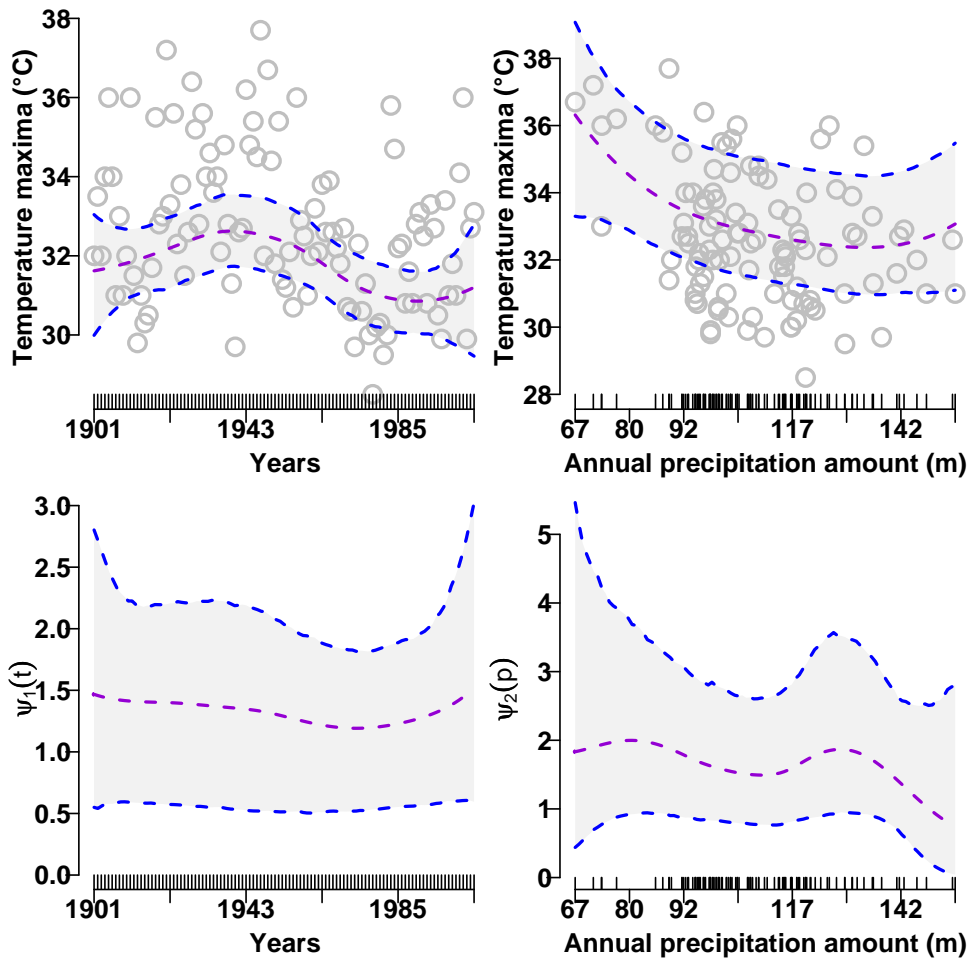 Temperature maxima (°C)
38
36
34
32
30
1901 1943 1985
Years
Temperature maxima (°C)
38
36
34
32
30
28
67 80 92 117 142
Annual precipitation amount (m)
ψ1(t)
3.0
2.5
2.0
1.5
1.0
0.5
0.0
1901 1943 1985
Years
ψ2(p)
5
4
3
2
1
0
67 80 92 117 142
Annual precipitation amount (m)